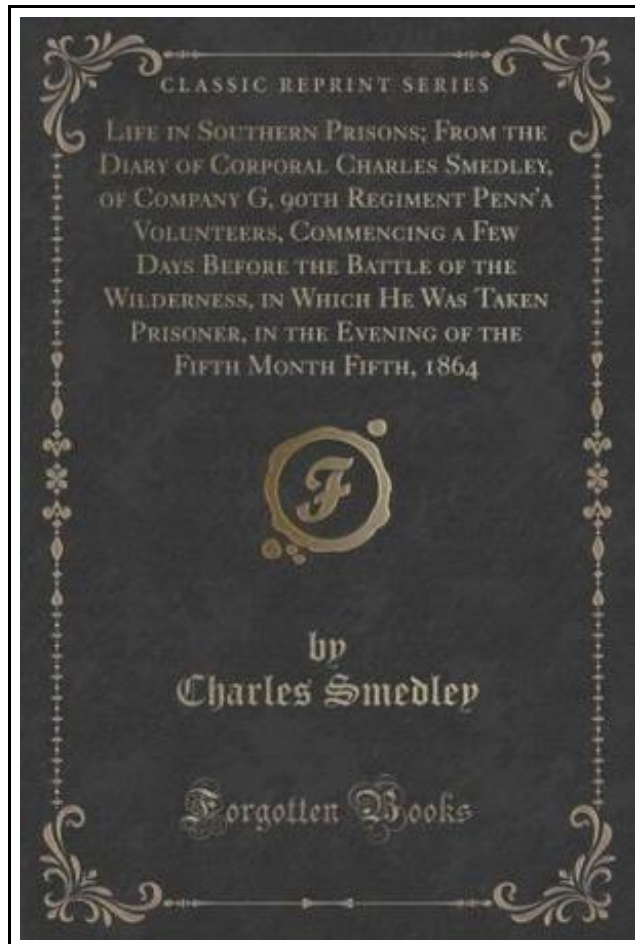 CLASSIC REPRINT SERIES
LIFE IN SOUTHERN PRISONS; FROM THE
DIARY OF CORPORAL CHARLES SMEDLEY,
OF COMPANY G, 90TH REGIMENT PENN'A
VOLUNTEERS, COMMENCING A FEW
DAYS BEFORE THE BATTLE OF THE
WILDERNESS, IN WHICH HE WAS TAKEN
PRISONER, IN THE EVENING OF THE
FIFTH MONTH FIFTH, 1864
F
by
Charles Smedley
Forgotten Books